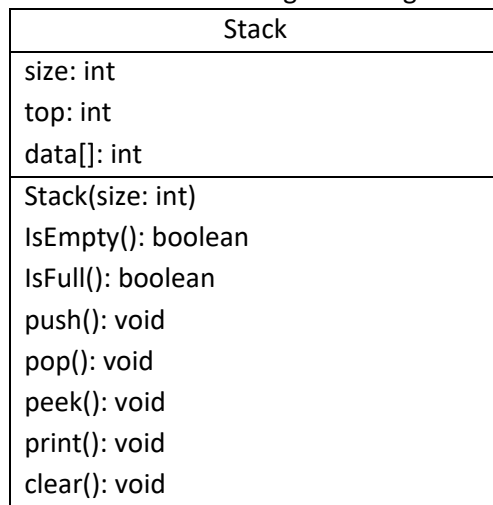 Stack
size: int
top: int
data[]: int
Stack(size: int)
IsEmpty(): boolean
IsFull(): boolean
push(): void
pop(): void
peek(): void
print(): void
clear(): void